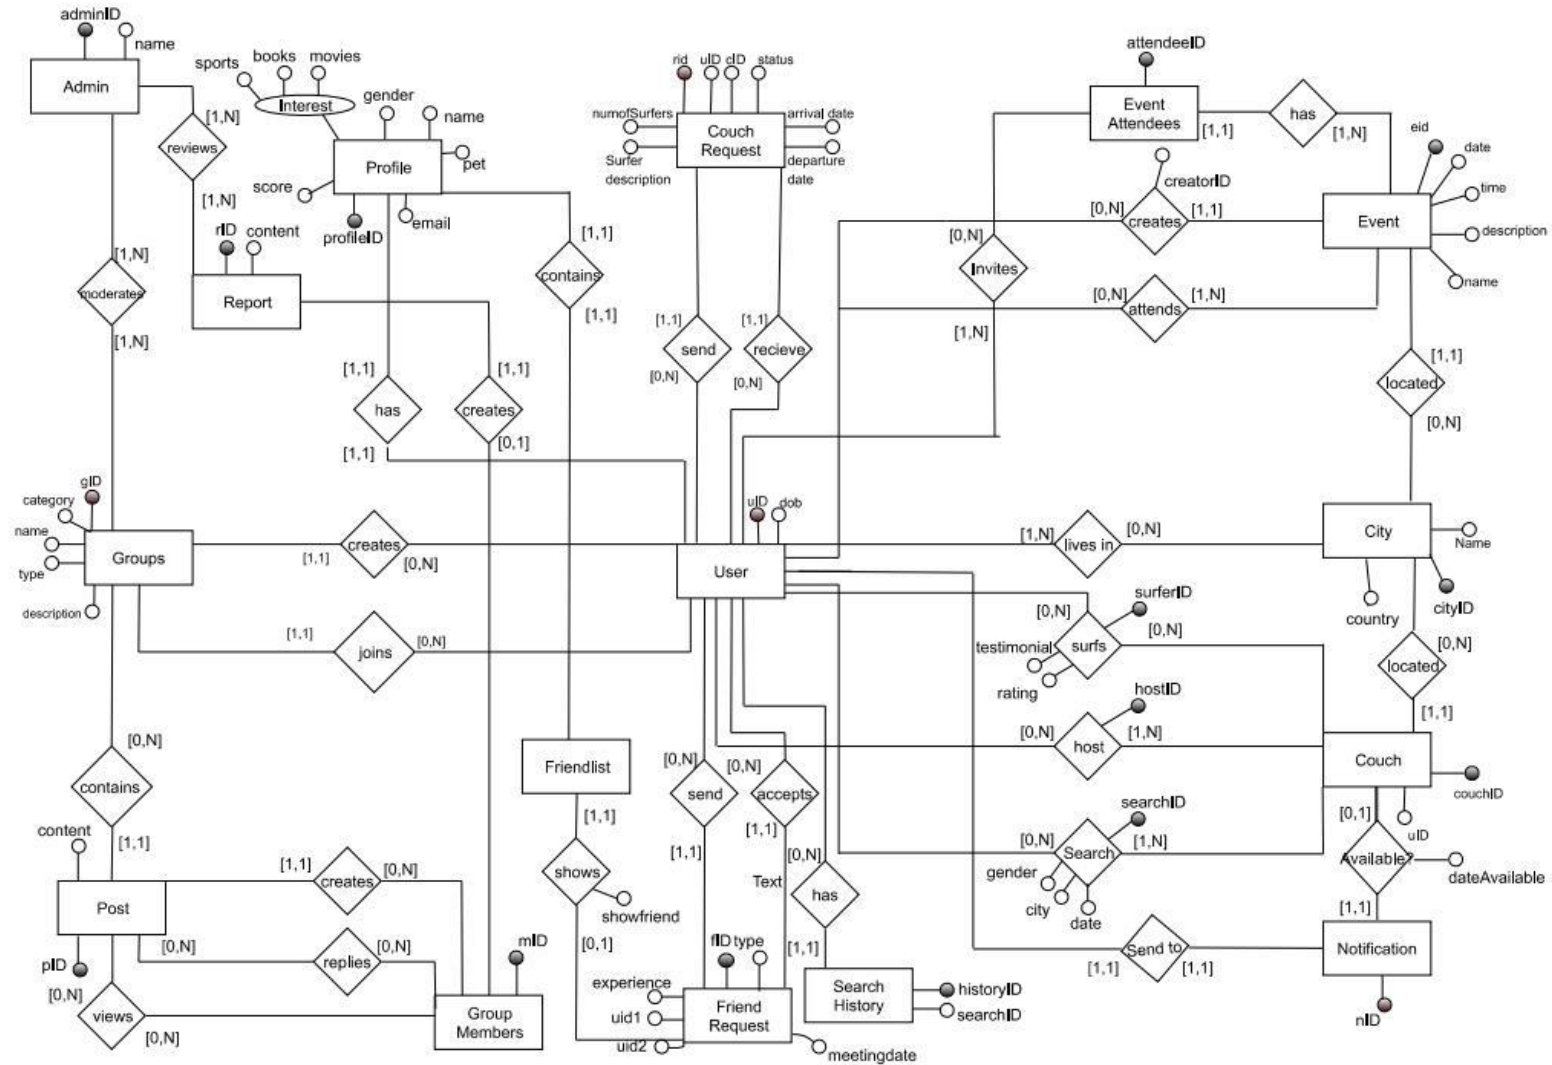 adminID
name
Admin
[1,N]
reviews
[1,N]
[1,N]
moderates
[1,N]
sports
books
movies
Interest
gender
name
Profile
pet
score
profileID
email
rID
content
Report
[1,1]
contains
[1,1]
[1,1]
has
[1,1]
[1,1]
creates
[0,1]
rid
uID
cID
status
numofSurfers
Couch
Request
arrival date
Surfer
description
departure
date
[1,1]
send
[0,N]
[1,1]
recieve
[0,N]
attendeeID
Event
Attendees
[1,1]
has
[1,N]
eid
date
time
description
name
Event
creatorID
[0,N]
creates
[1,1]
[0,N]
Invites
[1,N]
[0,N]
attends
[1,N]
[1,1]
located
[0,N]
gID
category
name
type
description
Groups
[1,1]
creates
[0,N]
[1,1]
joins
[0,N]
uID
dob
User
[1,N]
lives in
[0,N]
City
Name
cityID
country
[0,N]
located
[1,1]
surferID
[0,N]
surfs
[0,N]
testimonial
rating
hostID
[0,N]
host
[1,N]
Couch
couchID
uID
searchID
[0,N]
Search
[1,N]
gender
city
date
[0,1]
Available?
dateAvailable
[1,1]
Notification
nID
[1,1]
Send to
[1,1]
[0,N]
contains
[1,1]
content
Post
pID
[1,1]
creates
[0,N]
[0,N]
replies
[0,N]
[0,N]
views
[0,N]
mID
Group
Members
Friendlist
[1,1]
shows
showfriend
[0,1]
[0,N]
send
[1,1]
[0,N]
accepts
[1,1]
Text
[0,N]
has
[1,1]
fID
type
experience
uid1
uid2
Friend
Request
meetingdate
Search
History
historyID
searchID